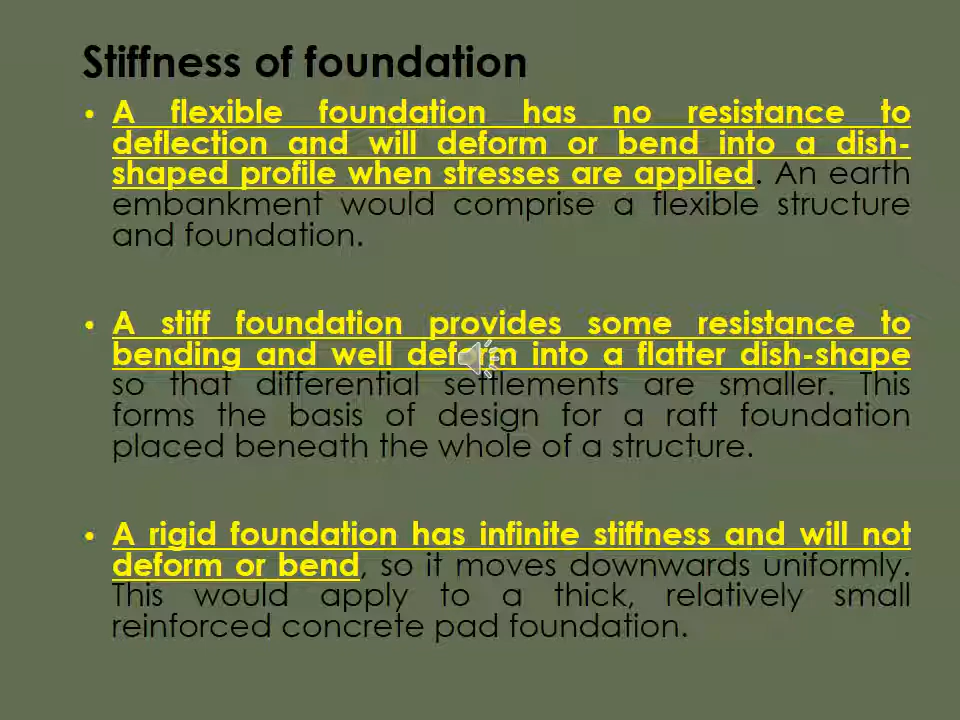 Stiffness of foundation
• A flexible foundation has no resistance to
deflection and will deform or bend into a dish-
shaped profile when stresses are applied. An earth
embankment would comprise a flexible structure
and foundation.
• A stiff foundation provides some resistance to
bending and well deform into a flatter dish-shape
so that differential settlements are smaller. This
forms the basis of design for a raft foundation
placed beneath the whole of a structure.
• A rigid foundation has infinite stiffness and will not
deform or bend, so it moves downwards uniformly.
This would apply to a thick, relatively small
reinforced concrete pad foundation.